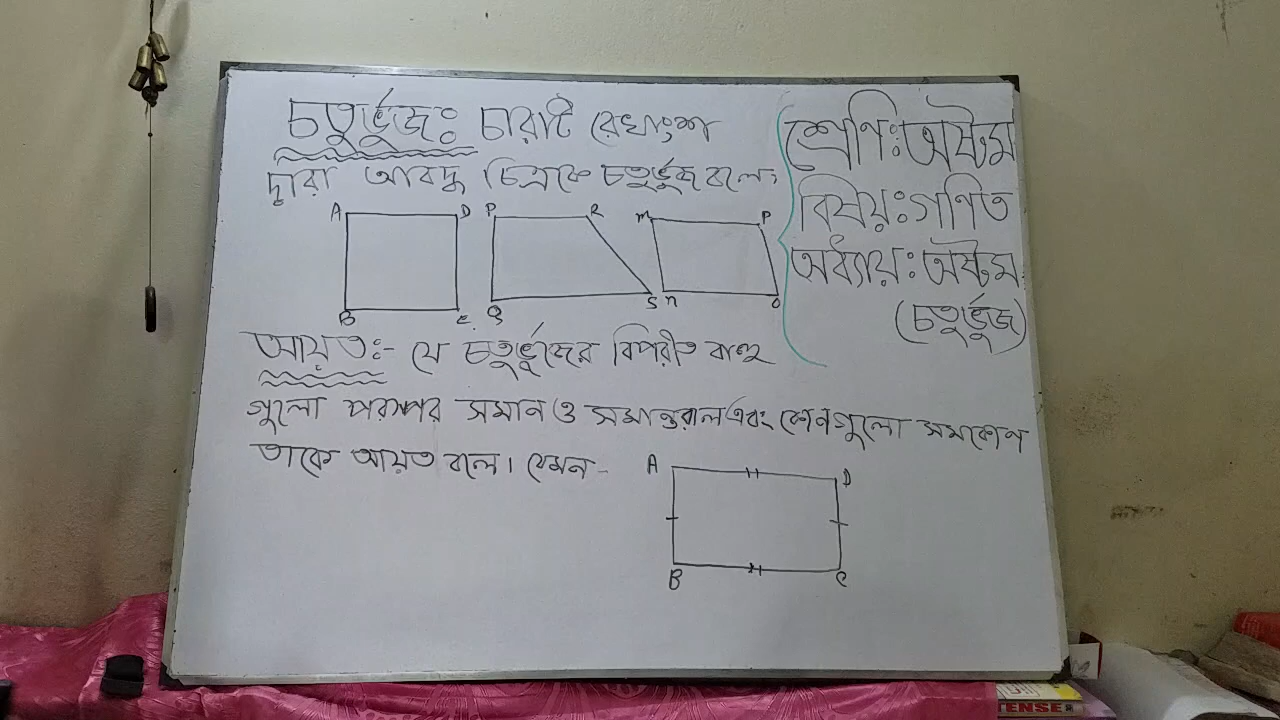 চতুর্ভুজঃ চারটি রেখাংশ
দ্বারা আবদ্ধ চিত্রকে চতুর্ভুজ বলে।
শ্রেণিঃ অষ্টম
বিষয়ঃ গণিত
অধ্যায়ঃ অষ্টম
(চতুর্ভুজ)
A D P R M P
B C Q S N O
আয়তঃ- যে চতুর্ভুজের বিপরীত বাহু
গুলো পরস্পর সমান ও সমান্তরাল এবং কোনগুলো সমকোণ
তাকে আয়ত বলে। যেমন-
A D
B C
TENSE